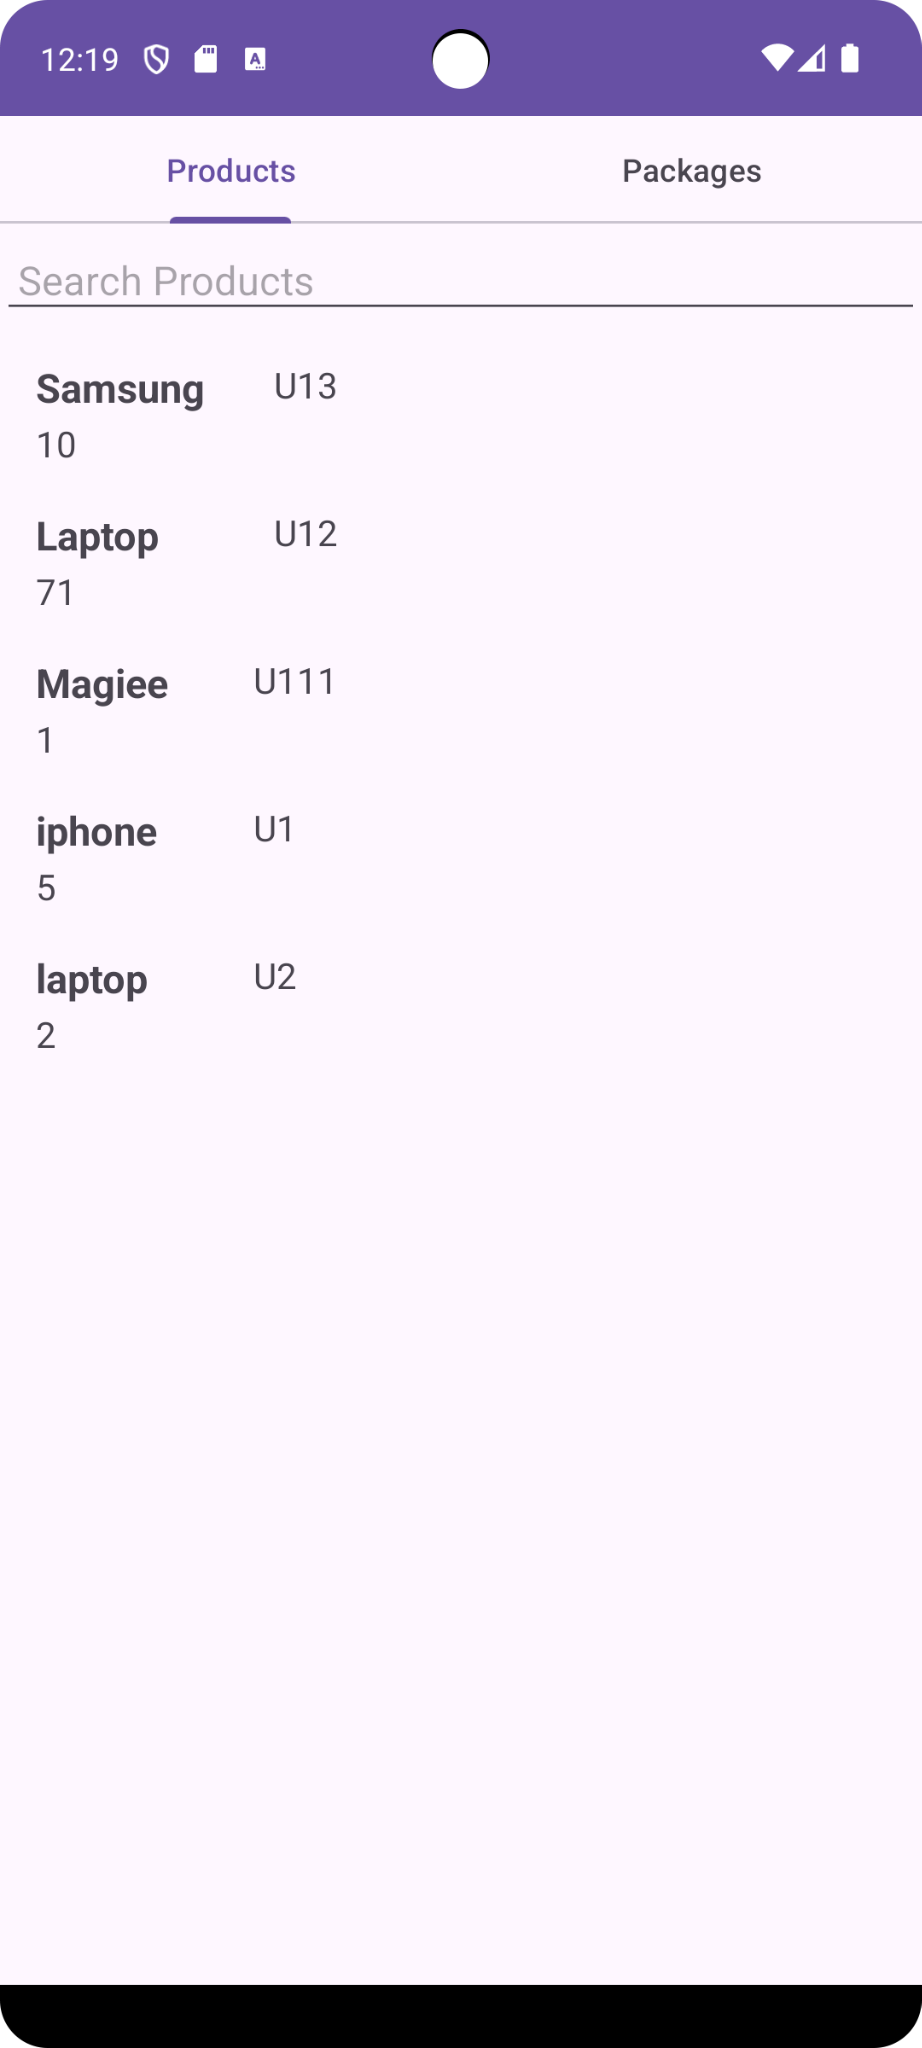 12:19
Products Packages
Search Products
Samsung U13
10
Laptop U12
71
Magiee U111
1
iphone U1
5
laptop U2
2